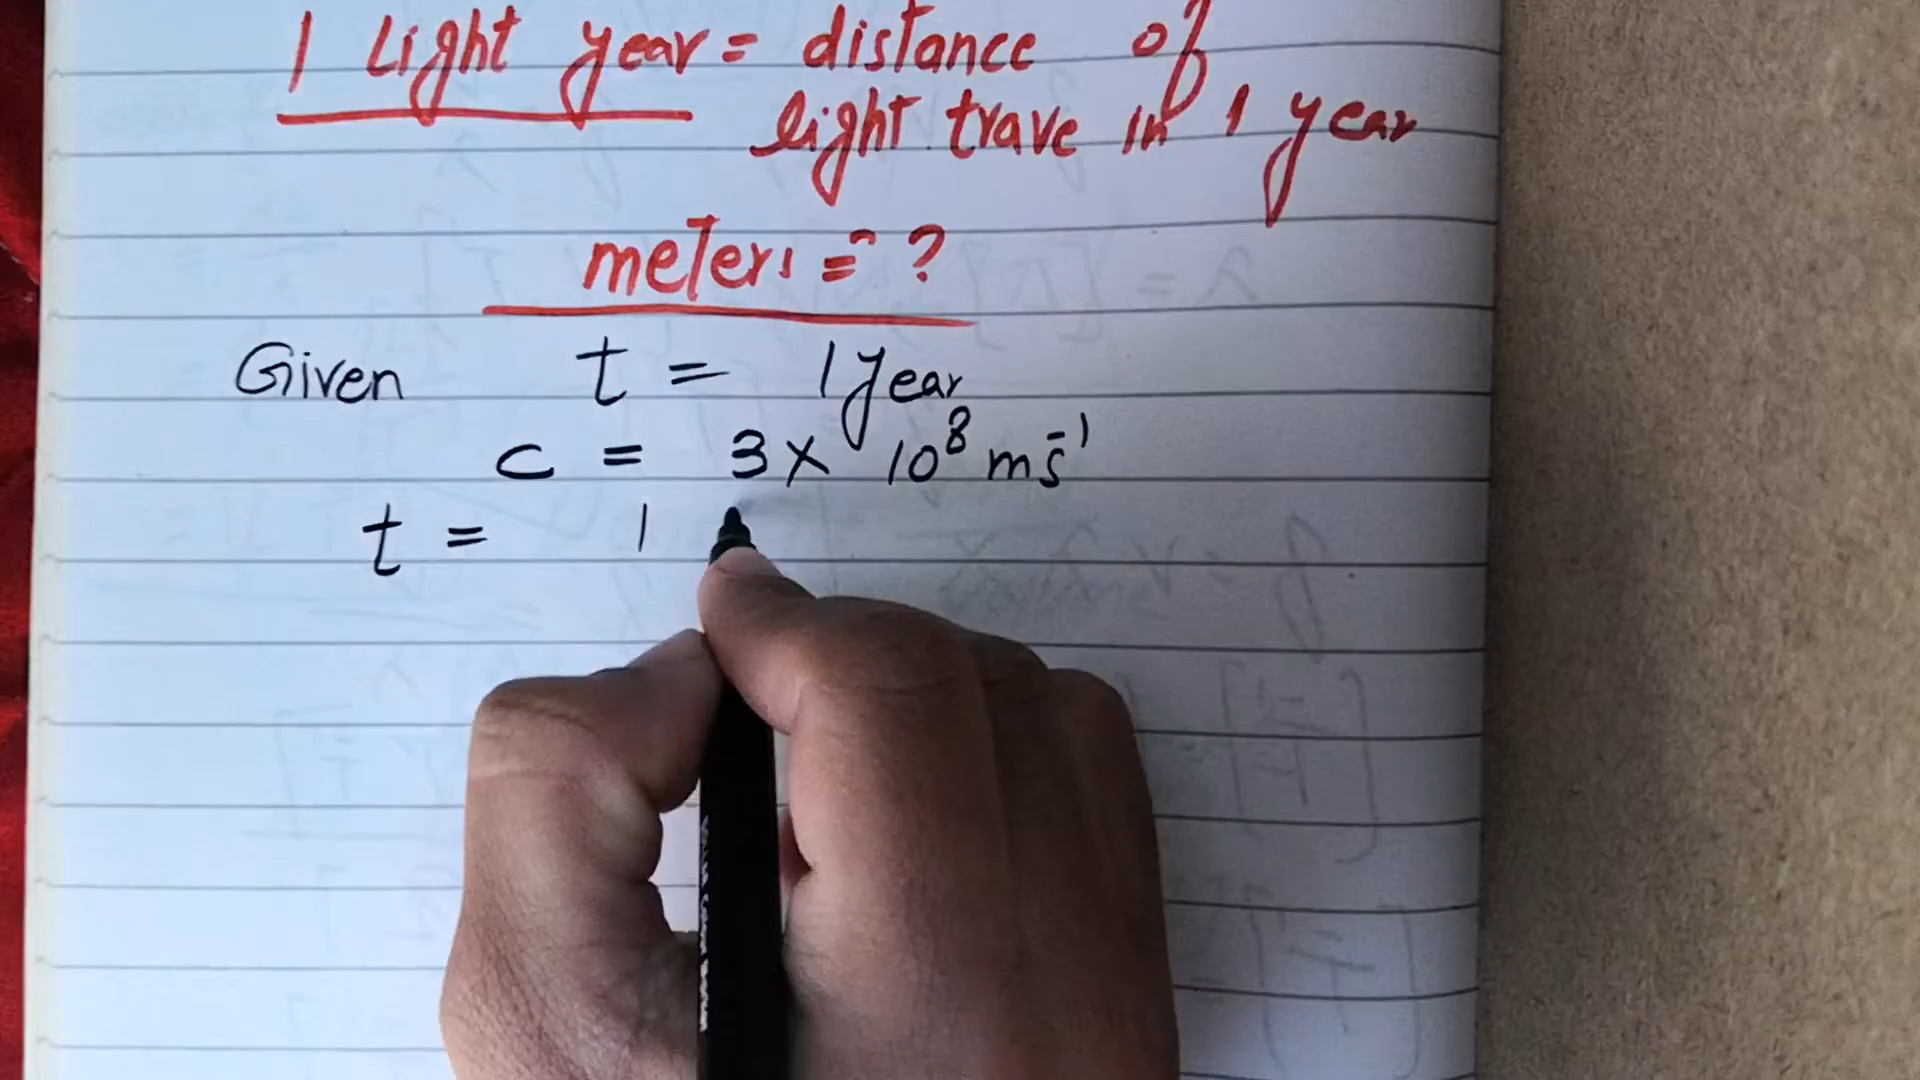 1 Light year = distance of
light trave in 1 year
meters = ?
Given t = 1 year
c = 3 × 10⁸ ms⁻¹
t = 1